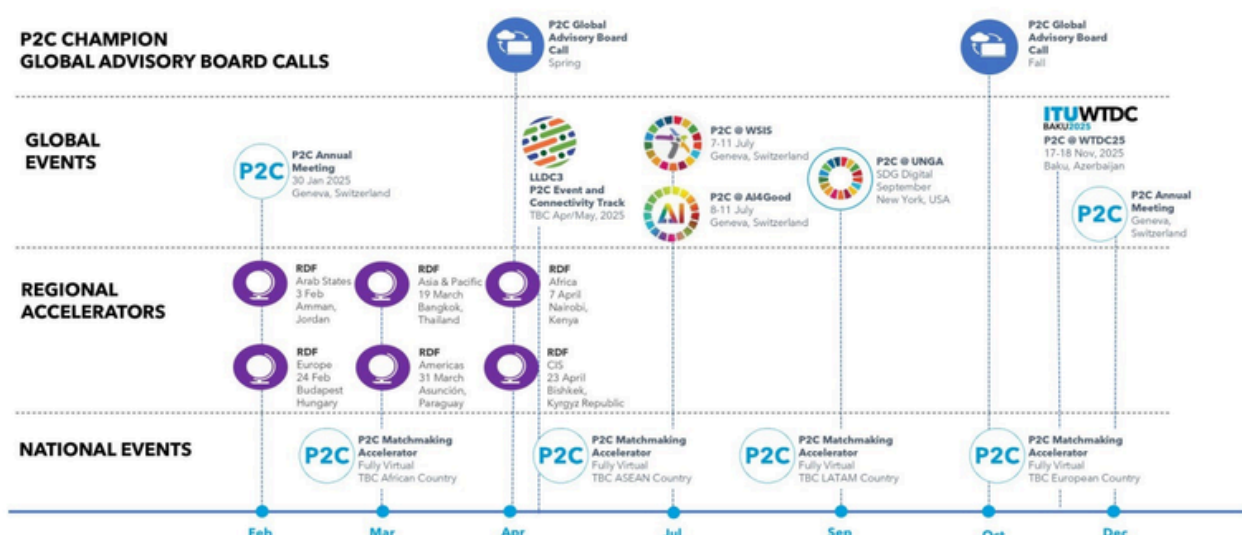 P2C CHAMPION
GLOBAL ADVISORY BOARD CALLS
P2C Global
Advisory Board
Call
Spring
P2C Global
Advisory Board
Call
Fall
GLOBAL
EVENTS
P2C
P2C Annual
Meeting
30 Jan 2025
Geneva, Switzerland
LLDC3
P2C Event and
Connectivity Track
TBC Apr/May, 2025
P2C @ WSIS
7-11 July
Geneva, Switzerland
AI
P2C @ AI4Good
8-11 July
Geneva, Switzerland
P2C @ UNGA
SDG Digital
September
New York, USA
ITUWTDC
BAKU2025
P2C @ WTDC25
17-18 Nov, 2025
Baku, Azerbaijan
P2C
P2C Annual
Meeting
Geneva,
Switzerland
REGIONAL
ACCELERATORS
RDF
Arab States
3 Feb
Amman,
Jordan
RDF
Asia & Pacific
19 March
Bangkok,
Thailand
RDF
Africa
7 April
Nairobi,
Kenya
RDF
Europe
24 Feb
Budapest
Hungary
RDF
Americas
31 March
Asunción,
Paraguay
RDF
CIS
23 April
Bishkek,
Kyrgyz Republic
NATIONAL EVENTS
P2C
P2C Matchmaking
Accelerator
Fully Virtual
TBC African Country
P2C
P2C Matchmaking
Accelerator
Fully Virtual
TBC ASEAN Country
P2C
P2C Matchmaking
Accelerator
Fully Virtual
TBC LATAM Country
P2C
P2C Matchmaking
Accelerator
Fully Virtual
TBC European Country
Feb
Mar
Apr
Jul
Sep
Oct
Dec